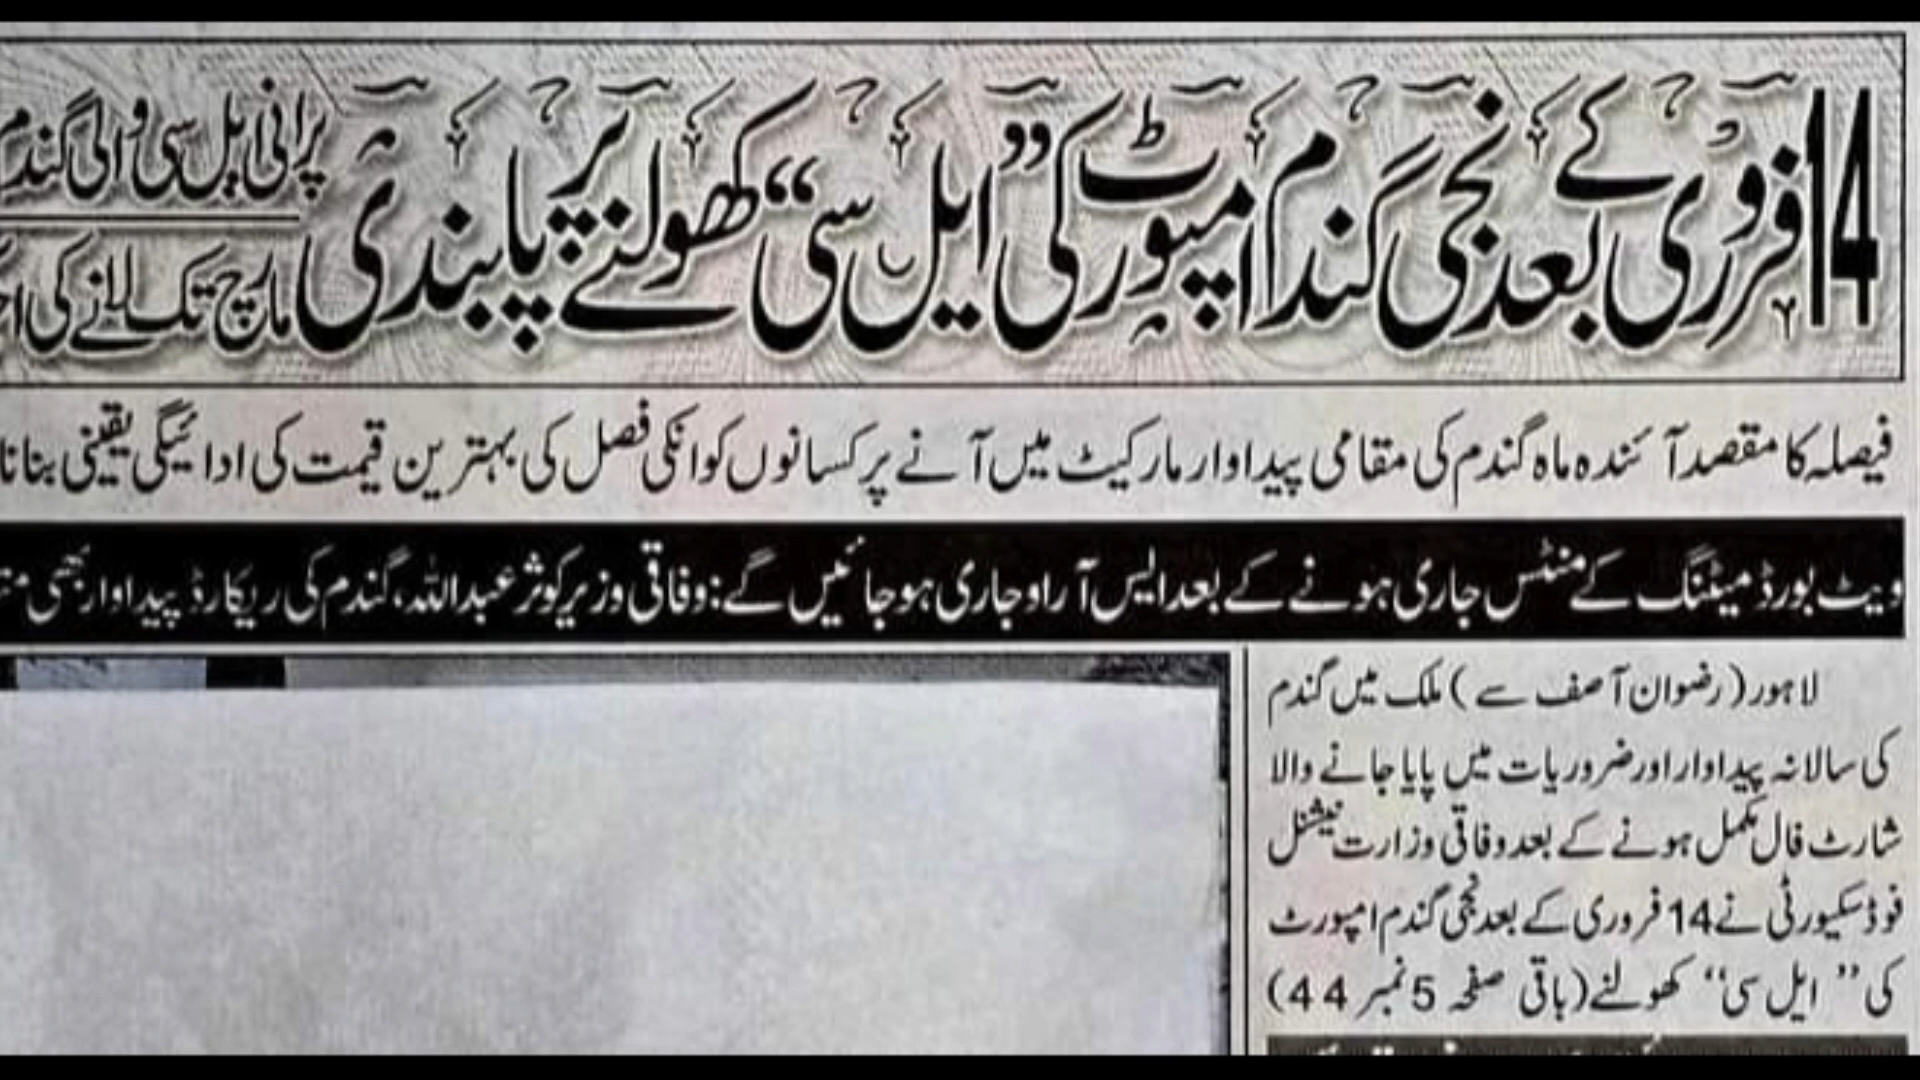 14 فروری کے بعد نجی گندم امپورٹ کی ”ایل سی“ کھولنے پر پابندی
پرانی ایل سی والی گندم
مارچ تک لانے کی
فیصلہ کا مقصد آئندہ ماہ گندم کی مقامی پیداوار مارکیٹ میں آنے پر کسانوں کو انکی فصل کی بہترین قیمت کی ادائیگی یقینی بنانا
ویٹ بورڈ میٹنگ کے منٹس جاری ہونے کے بعد ایس آر او جاری ہو جائیں گے: وفاقی وزیر کوثر عبداللہ، گندم کی ریکارڈ پیداوار بھی
لاہور (رضوان آصف سے) ملک میں گندم
کی سالانہ پیداوار اور ضروریات میں پایا جانے والا
شارٹ فال مکمل ہونے کے بعد وفاقی وزارت نیشنل
فوڈ سکیورٹی نے 14 فروری کے بعد نجی گندم امپورٹ
کی ”ایل سی“ کھولنے (باقی صفحہ 5 نمبر 44)